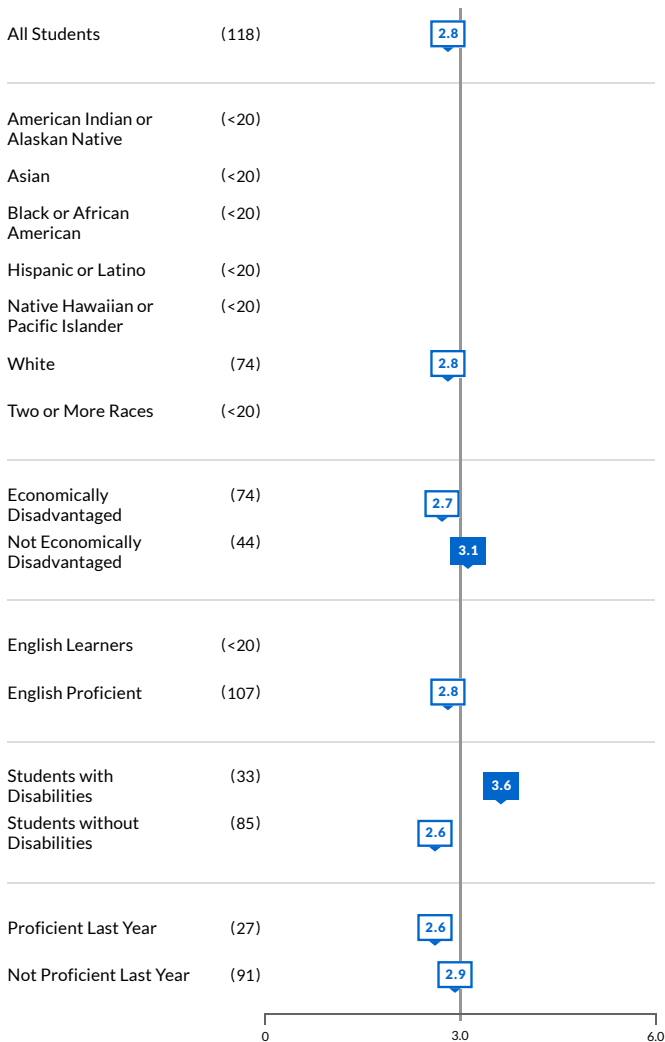 All Students (118) 2.8
American Indian or (<20)
Alaskan Native
Asian (<20)
Black or African (<20)
American
Hispanic or Latino (<20)
Native Hawaiian or (<20)
Pacific Islander
White (74) 2.8
Two or More Races (<20)
Economically (74) 2.7
Disadvantaged
Not Economically (44) 3.1
Disadvantaged
English Learners (<20)
English Proficient (107) 2.8
Students with (33) 3.6
Disabilities
Students without (85) 2.6
Disabilities
Proficient Last Year (27) 2.6
Not Proficient Last Year (91) 2.9
0 3.0 6.0